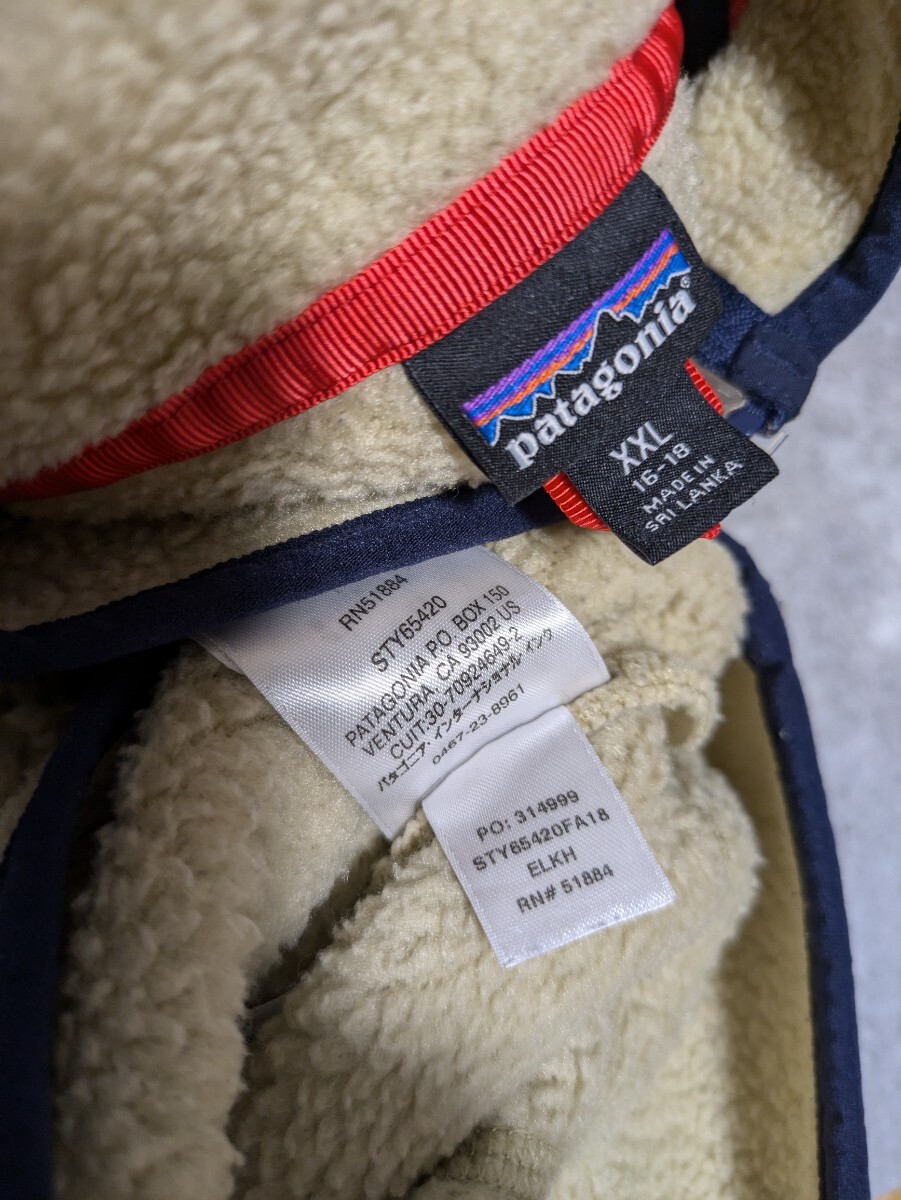 patagonia®
XXL
16-18
MADE IN
SRI LANKA
RN51884
STY65420
PATAGONIA P.O. BOX 150
VENTURA, CA 93002 US
CUIT:30-70924649-2
パタゴニア・インターナショナル インク
0467-23-8961
PO: 314999
STY65420FA18
ELKH
RN# 51884